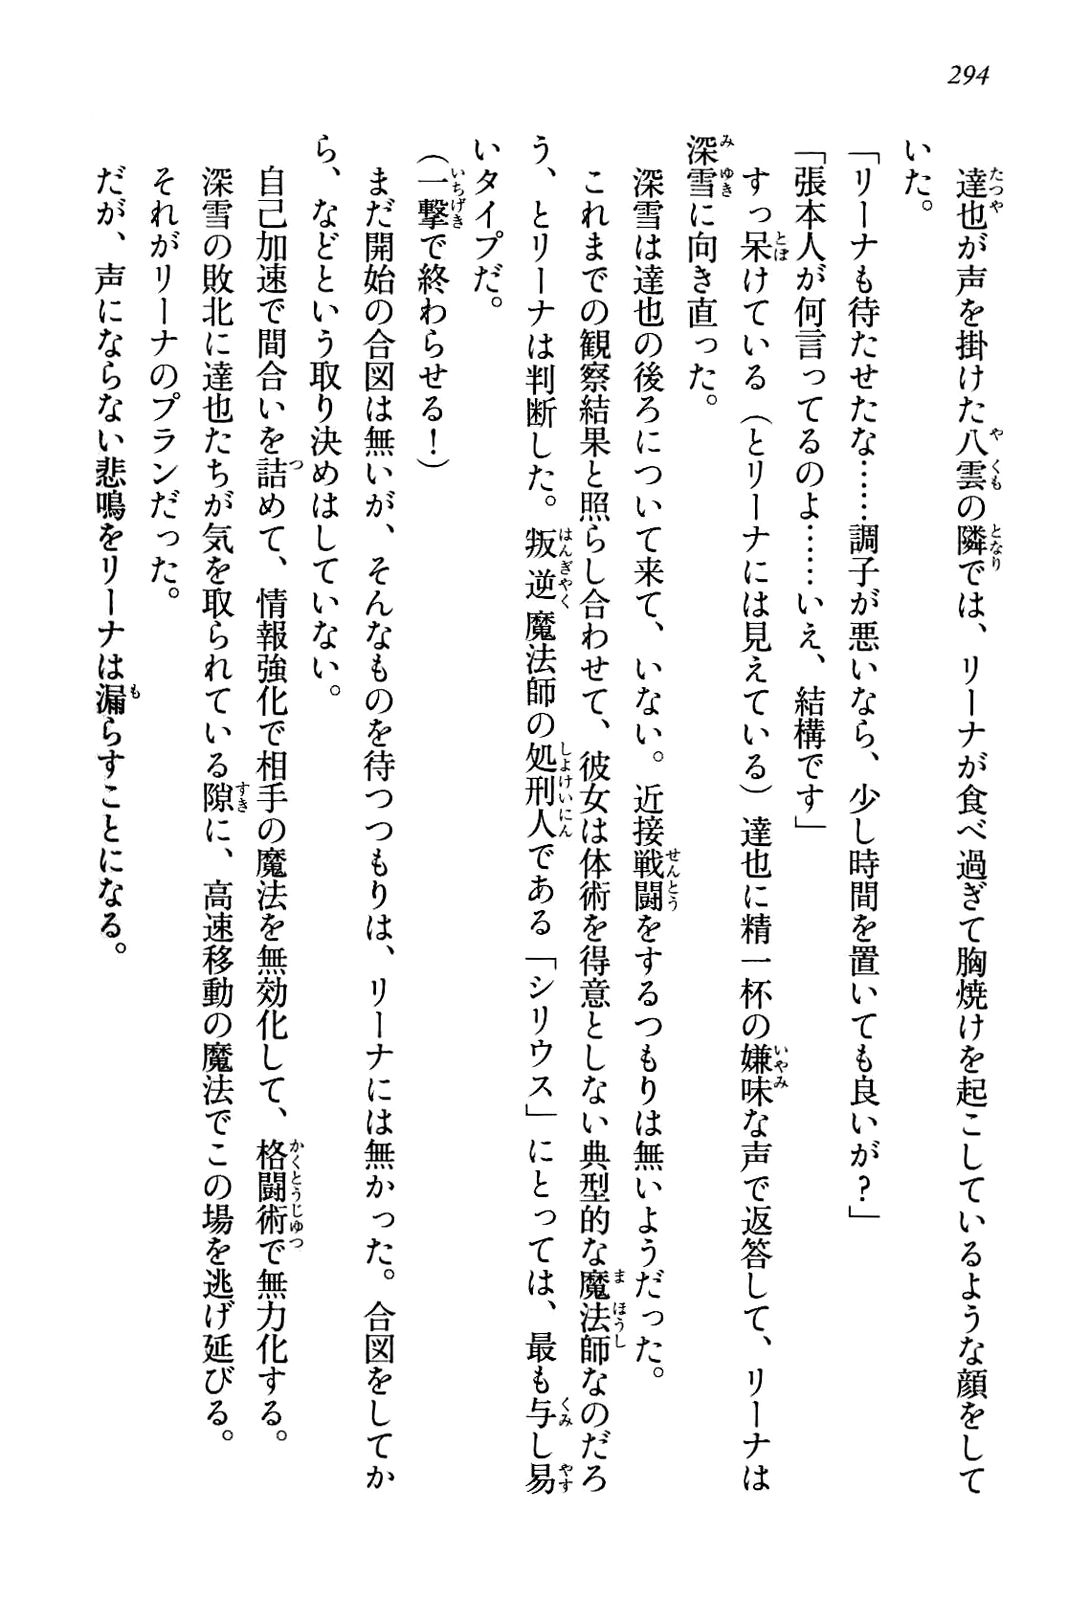 294
達也が声を掛けた八雲の隣では、リーナが食べ過ぎて胸焼けを起こしているような顔をして
いた。
「リーナも待たせたな……調子が悪いなら、少し時間を置いても良いが？」
「張本人が何言ってるのよ……いえ、結構です」
すっ呆けている（とリーナには見えている）達也に精一杯の嫌味な声で返答して、リーナは
深雪に向き直った。
深雪は達也の後ろについて来て、いない。近接戦闘をするつもりは無いようだった。
これまでの観察結果と照らし合わせて、彼女は体術を得意としない典型的な魔法師なのだろ
う、とリーナは判断した。叛逆魔法師の処刑人である「シリウス」にとっては、最も与し易
いタイプだ。
（一撃で終わらせる！）
まだ開始の合図は無いが、そんなものを待つつもりは、リーナには無かった。合図をしてか
ら、などという取り決めはしていない。
自己加速で間合いを詰めて、情報強化で相手の魔法を無効化して、格闘術で無力化する。
深雪の敗北に達也たちが気を取られている隙に、高速移動の魔法でこの場を逃げ延びる。
それがリーナのプランだった。
だが、声にならない悲鳴をリーナは漏らすことになる。